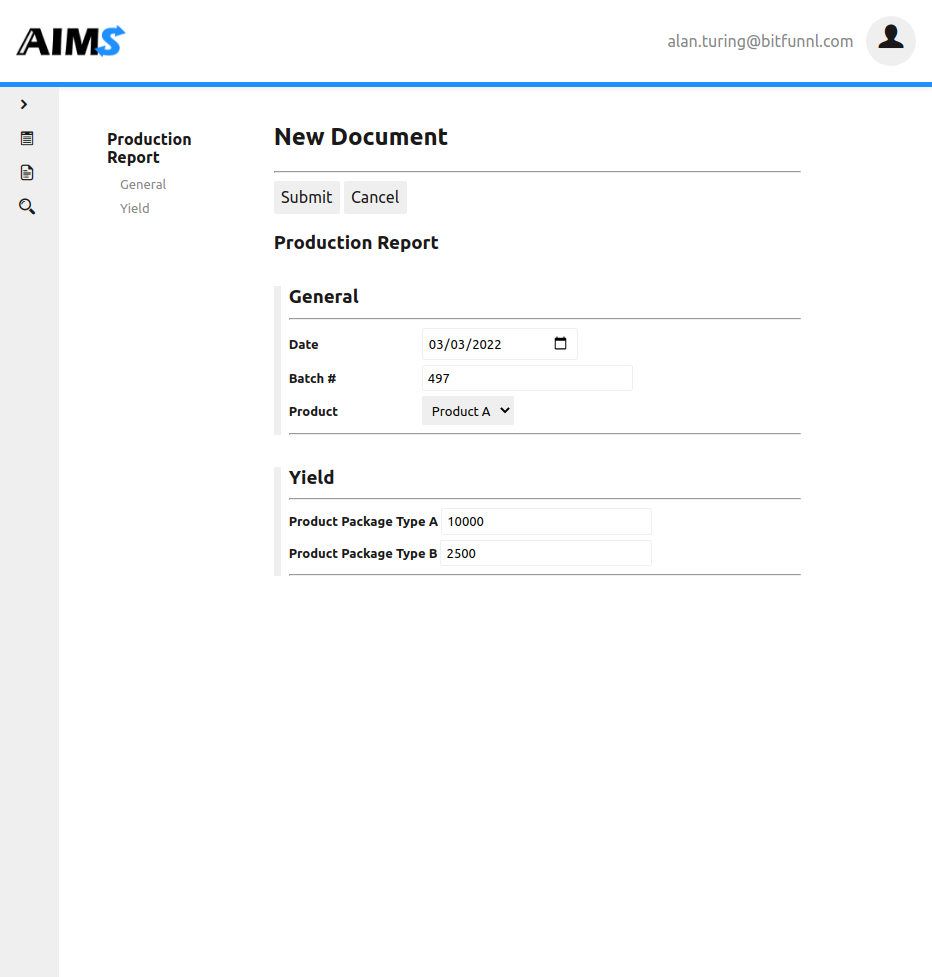 AIMS
alan.turing@bitfunnl.com
Production
Report
General
Yield
New Document
Submit Cancel
Production Report
General
Date 03/03/2022
Batch # 497
Product Product A
Yield
Product Package Type A 10000
Product Package Type B 2500